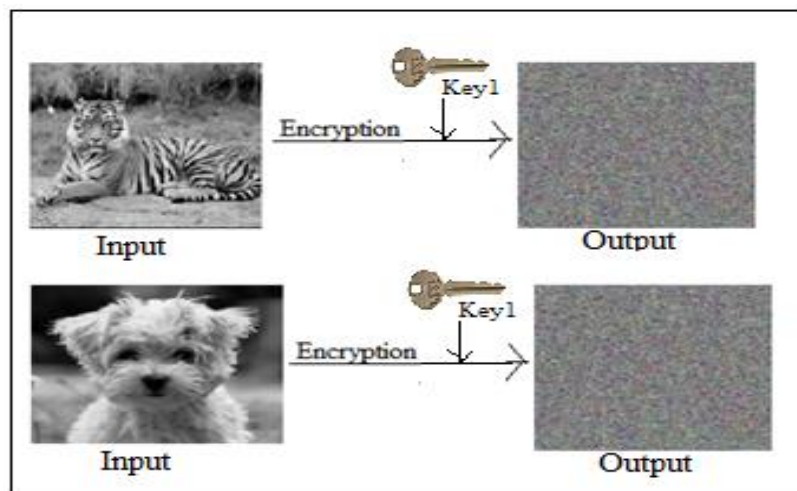 Key1
Encryption
Input
Output
Key1
Encryption
Input
Output